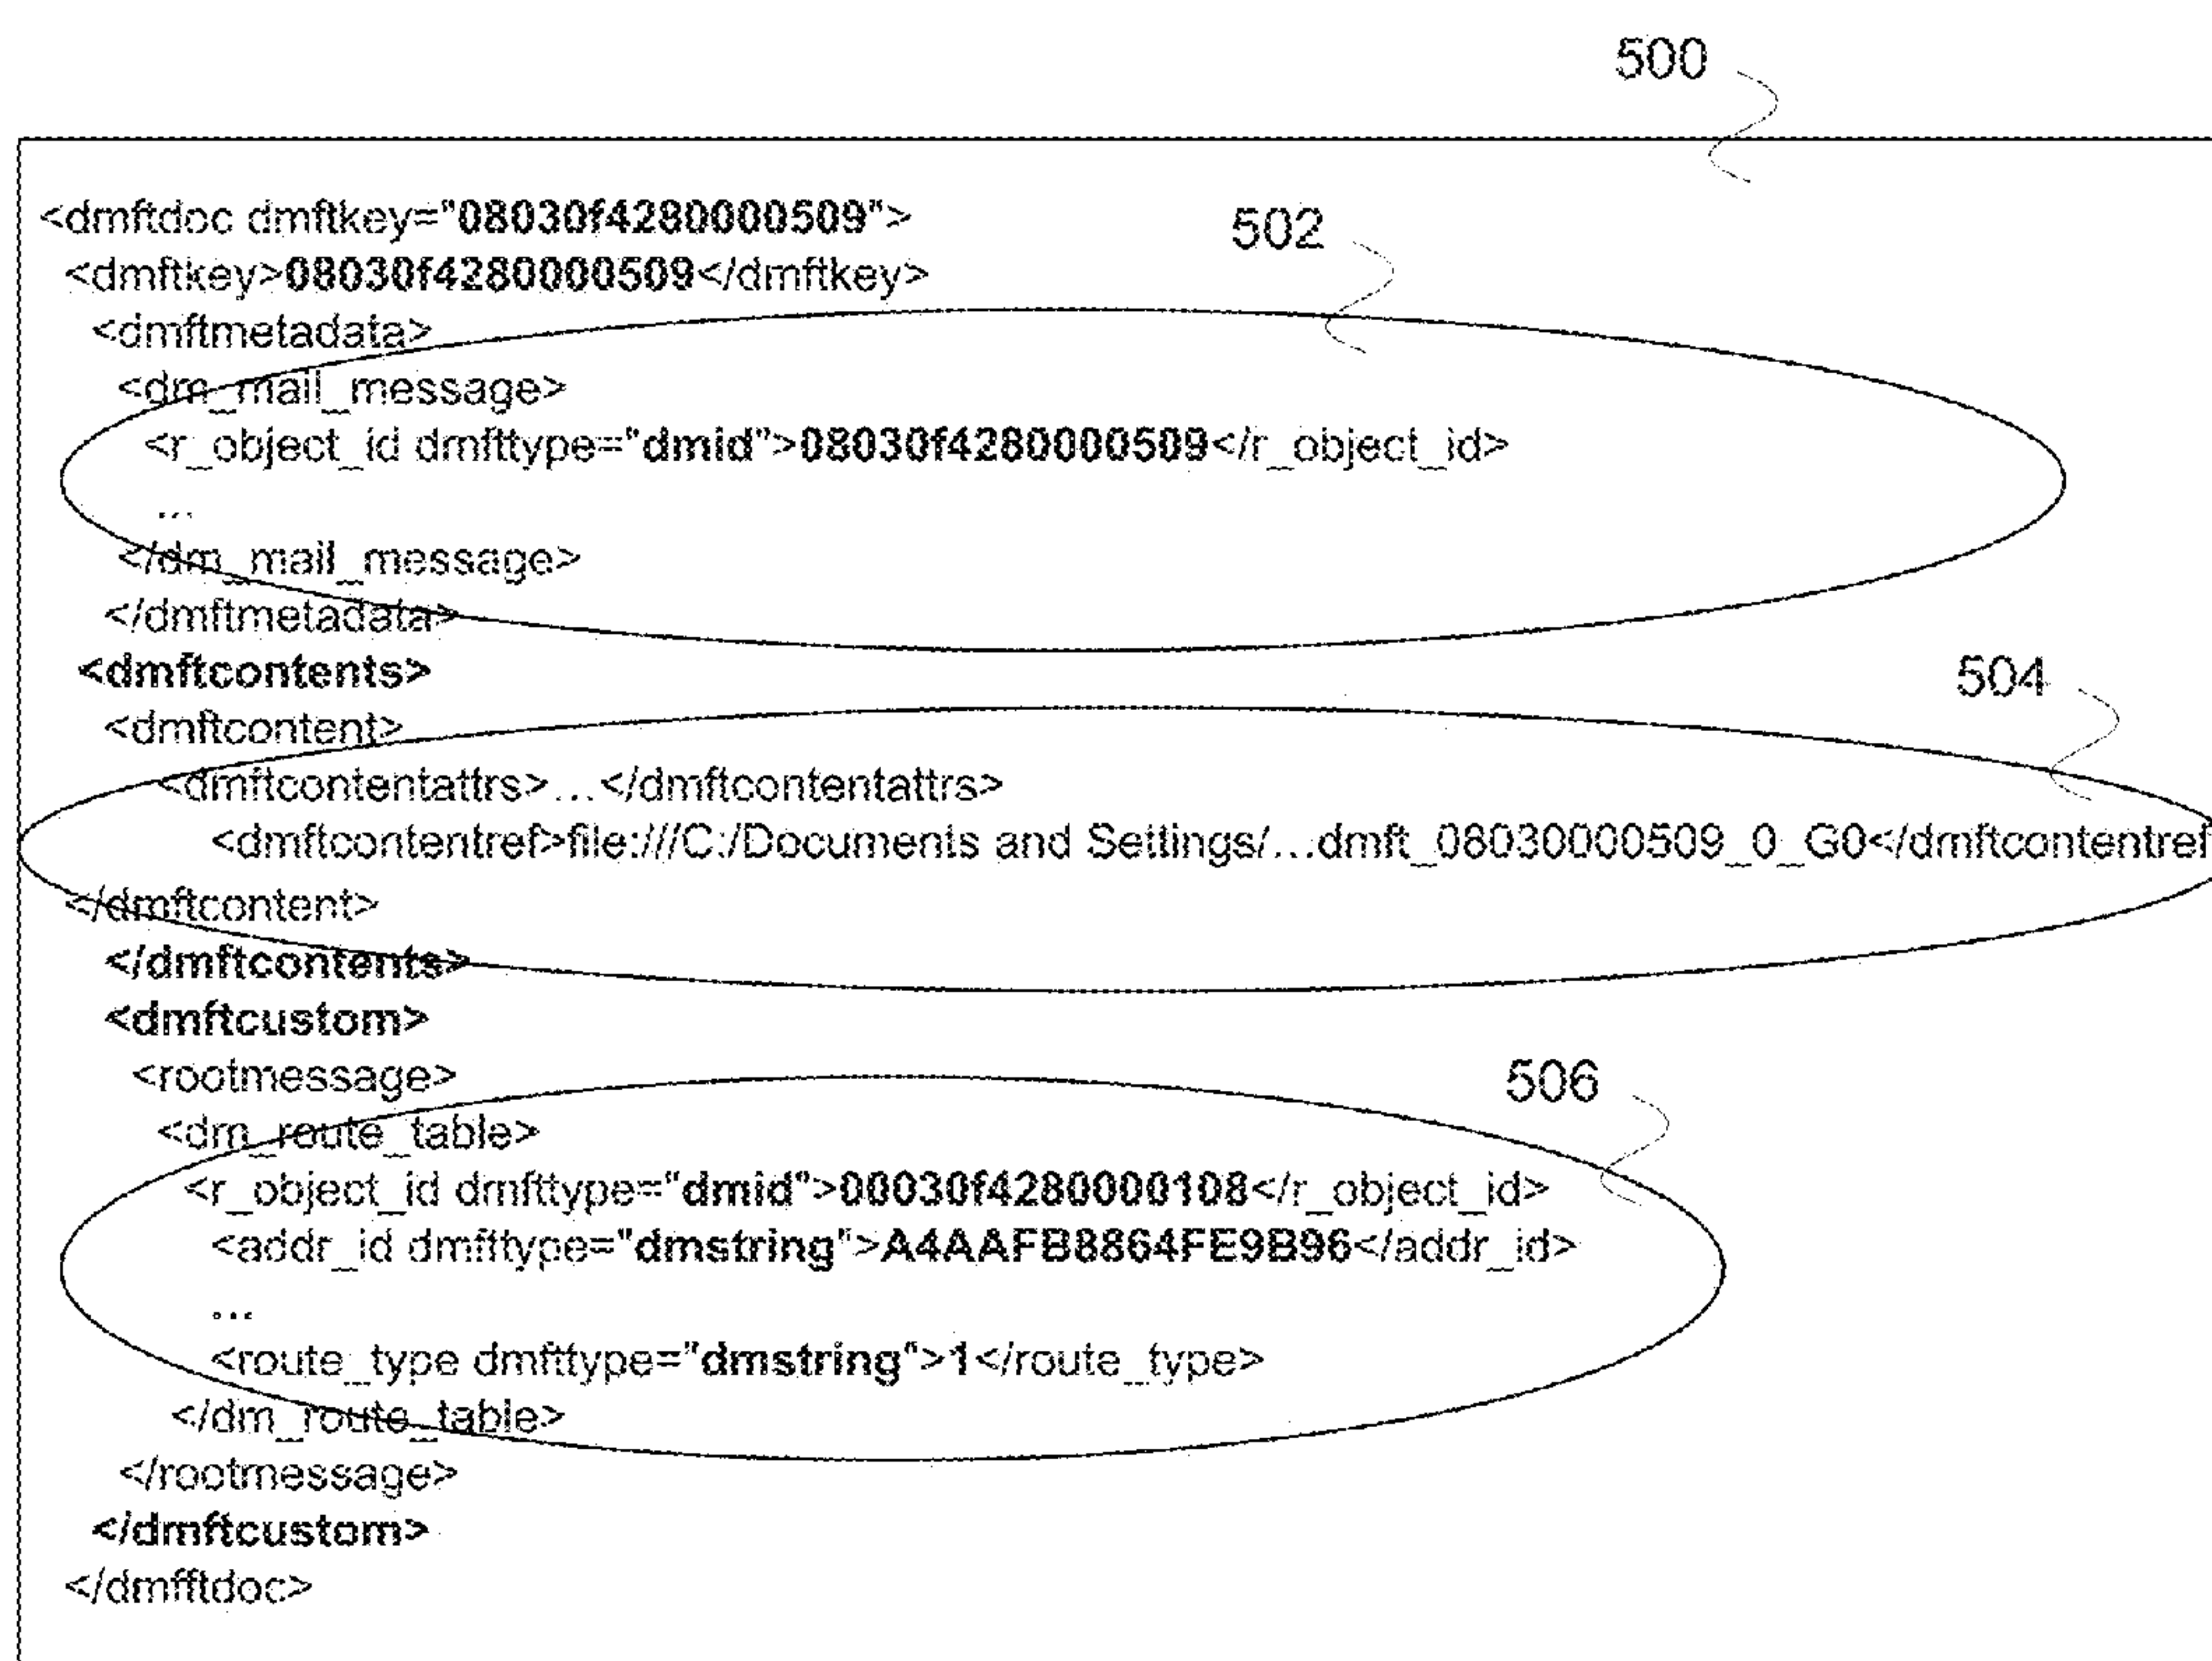 500
<dmftdoc dmftkey="08030f4280000509">
502
<dmftkey>08030f4280000509</dmftkey>
<dmftmetadata>
<dm_mail_message>
<r_object_id dmfttype="dmid">08030f4280000509</r_object_id>
...
</dm_mail_message>
</dmftmetadata>
<dmftcontents>
504
<dmftcontent>
<dmftcontentattrs>...</dmftcontentattrs>
<dmftcontentref>file:///C:/Documents and Settings/...dmft_08030000509_0_G0</dmftcontentref
</dmftcontent>
</dmftcontents>
<dmftcustom>
<rootmessage>
506
<dm_route_table>
<r_object_id dmfttype="dmid">00030f4280000108</r_object_id>
<addr_id dmfttype="dmstring">A4AAFB8864FE9B96</addr_id>
...
<route_type dmfttype="dmstring">1</route_type>
</dm_route_table>
</rootmessage>
</dmftcustom>
</dmfftdoc>